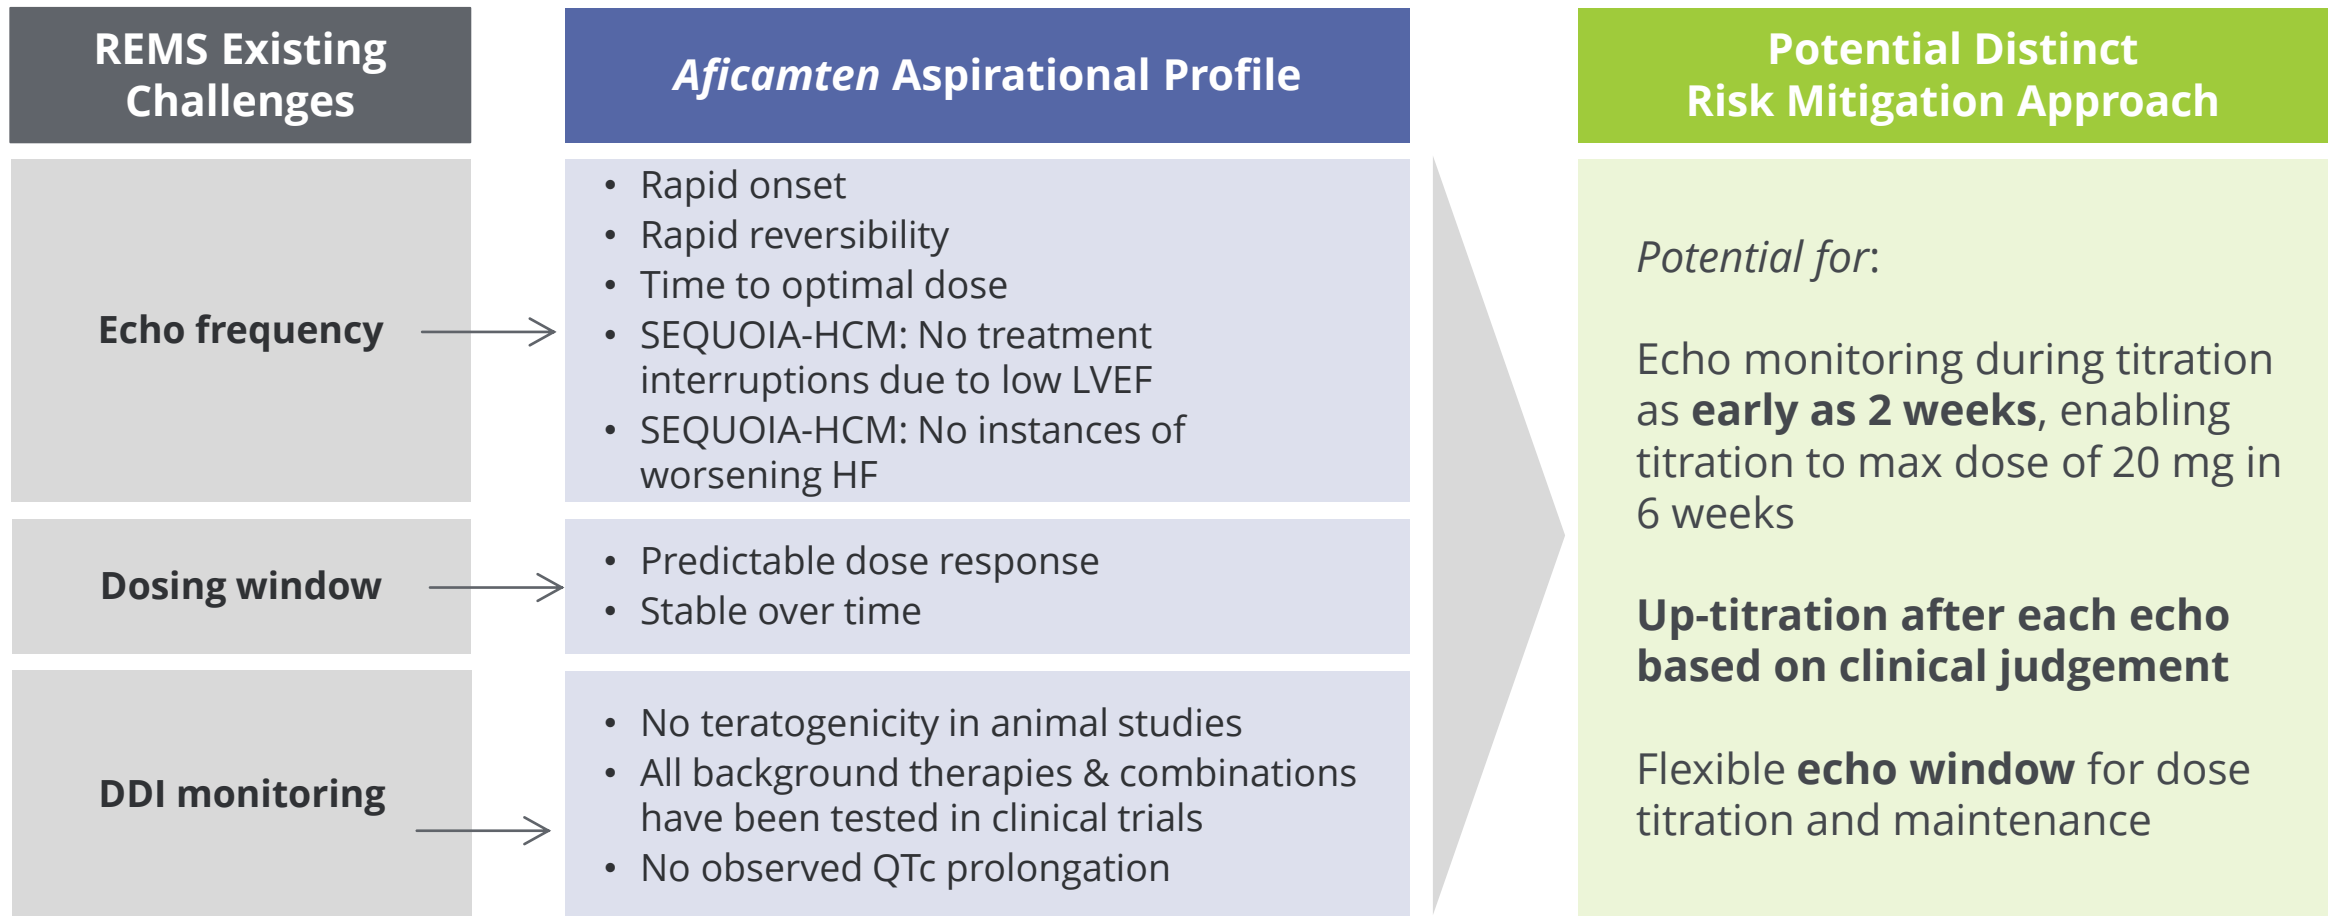 REMS Existing
Challenges
Aficamten Aspirational Profile
Potential Distinct
Risk Mitigation Approach
Echo frequency
• Rapid onset
• Rapid reversibility
• Time to optimal dose
• SEQUOIA-HCM: No treatment
interruptions due to low LVEF
• SEQUOIA-HCM: No instances of
worsening HF
Dosing window
• Predictable dose response
• Stable over time
DDI monitoring
• No teratogenicity in animal studies
• All background therapies & combinations
have been tested in clinical trials
• No observed QTc prolongation
Potential for:
Echo monitoring during titration
as early as 2 weeks, enabling
titration to max dose of 20 mg in
6 weeks
Up-titration after each echo
based on clinical judgement
Flexible echo window for dose
titration and maintenance